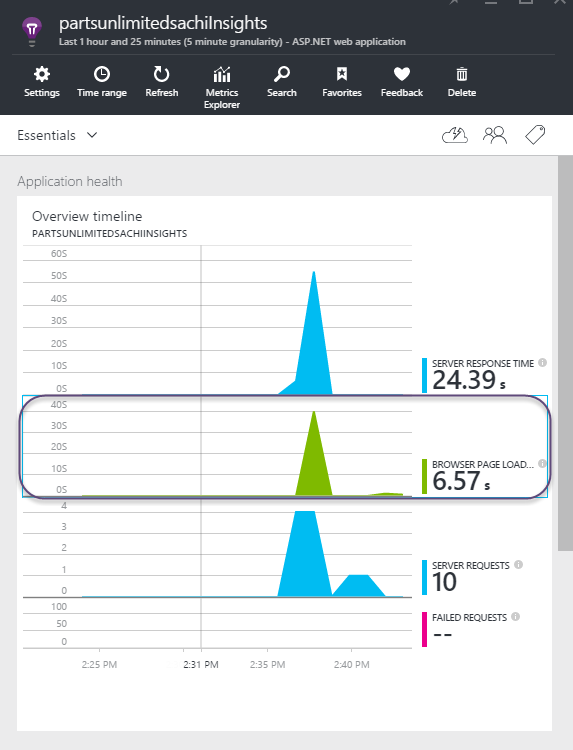 partsunlimitedsachiInsights
Last 1 hour and 25 minutes (5 minute granularity) - ASP.NET web application
Settings
Time range
Refresh
Metrics
Explorer
Search
Favorites
Feedback
Delete
Essentials
Application health
Overview timeline
PARTSUNLIMITEDSACHIINSIGHTS
60S
50S
40S
30S
20S
10S
0S
SERVER RESPONSE TIME
24.39 s
40S
30S
20S
10S
0S
BROWSER PAGE LOAD...
6.57 s
4
3
2
1
0
SERVER REQUESTS
10
100
50
0
FAILED REQUESTS
--
2:25 PM
2:31 PM
2:35 PM
2:40 PM